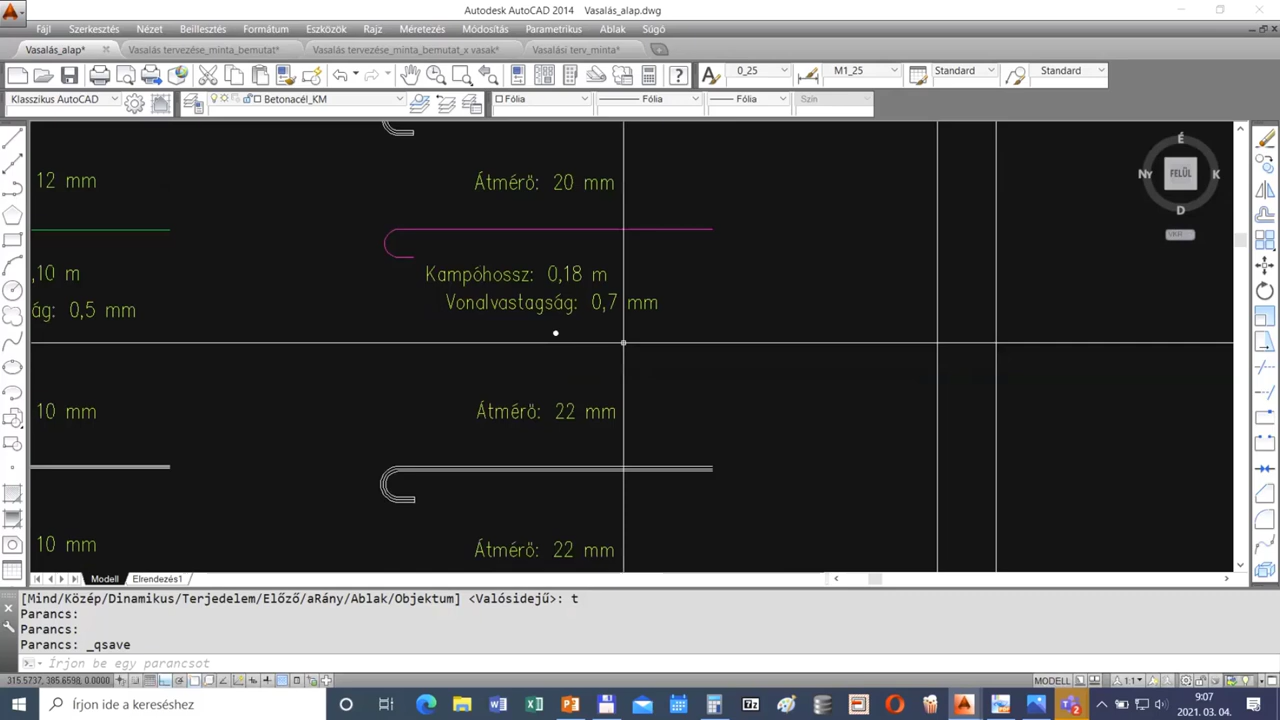 Autodesk AutoCAD 2014 Vasalás_alap.dwg
Fájl Szerkesztés Nézet Beillesztés Formátum Eszközök Rajz Méretezés Módosítás Parametrikus Ablak Súgó
Vasalás_alap* Vasalás tervezése_minta_bemutat* Vasalás tervezése_minta_bemutat_x vasak* Vasalási terv_minta*
0_25 M1_25 Standard Standard
Klasszikus AutoCAD Betonacél_KM Fólia Fólia Fólia Szín
É
NY FELÜL K
D
VKR
12 mm Átmérő: 20 mm
,10 m Kampóhossz: 0,18 m
ág: 0,5 mm Vonalvastagság: 0,7 mm
10 mm Átmérő: 22 mm
10 mm Átmérő: 22 mm
Modell Elrendezés1
[Mind/Közép/Dinamikus/Terjedelem/Előző/aRány/Ablak/Objektum] <Valósidejű>: t
Parancs:
Parancs:
Parancs: _qsave
Írjon be egy parancsot
315.5737, 385.6598, 0.0000 MODELL 1:1
Írjon ide a kereséshez
9:07
2021. 03. 04.